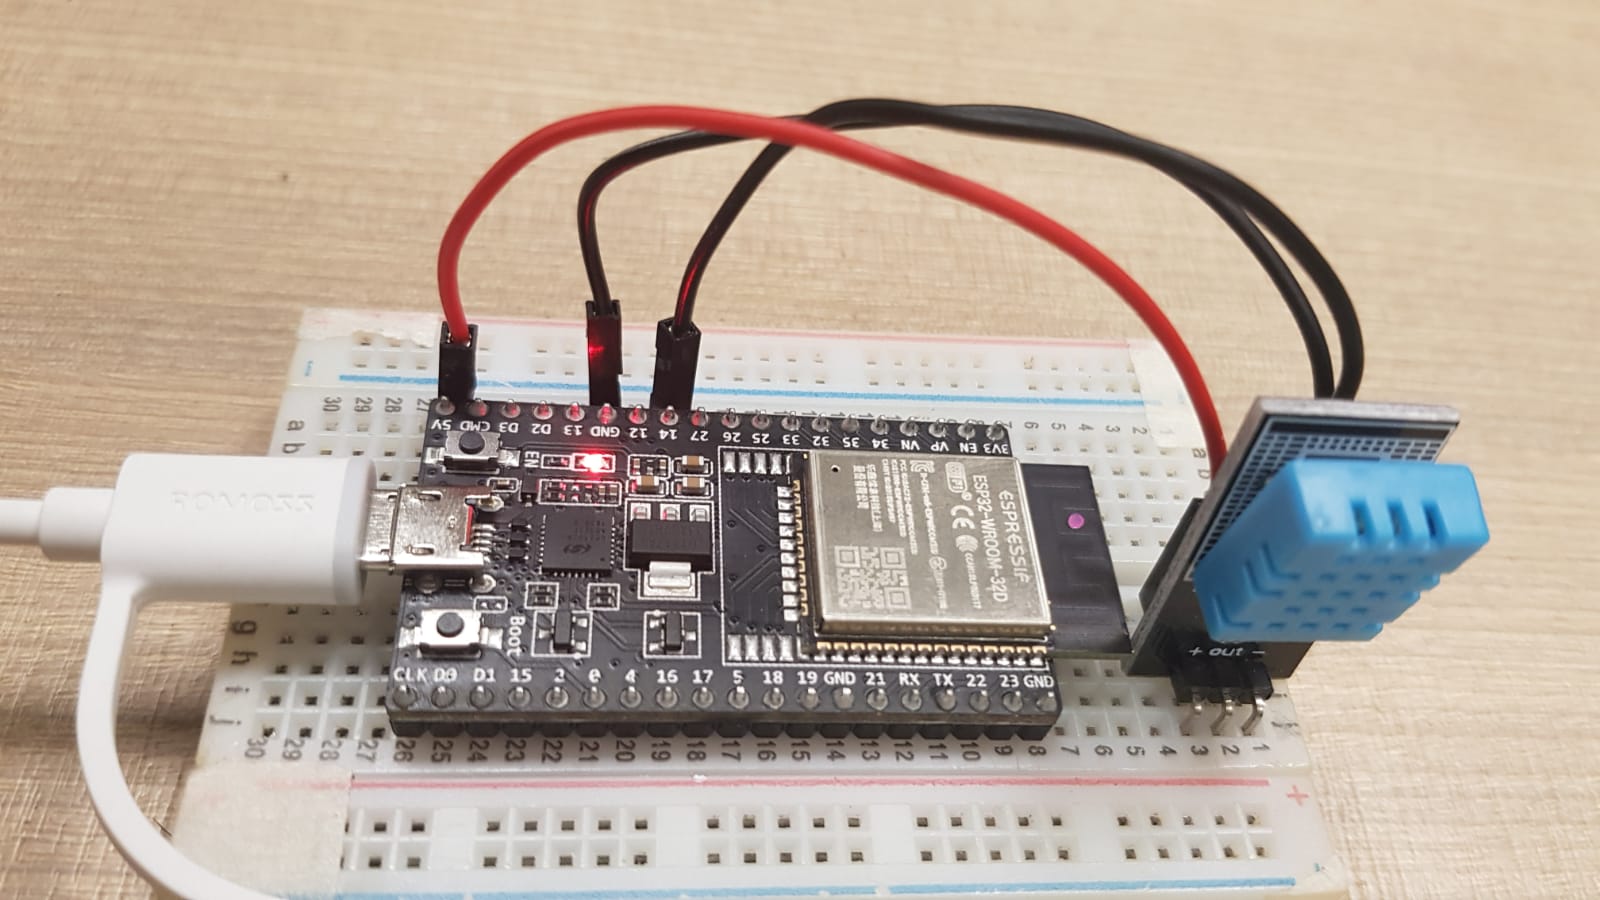 30 29 28 27
7 6 5 4 3 2 1
a
b
a
b
5V CMD D3 D2 13 GND 12 14 27 26 25 33 32 35 34 VN VP EN 3V3
EN
ROMOSS
ESPRESSIF
ESP32-WROOM-32D
CE
Boot
g
h
i
j
+ out -
CLK D0 D1 15 2 0 4 16 17 5 18 19 GND 21 RX TX 22 23 GND
30 29 28 27 26 25 24 23 22 21 20 19 18 17 16 15 14 13 12 11 10 9 8 7 6 5 4 3 2 1
+